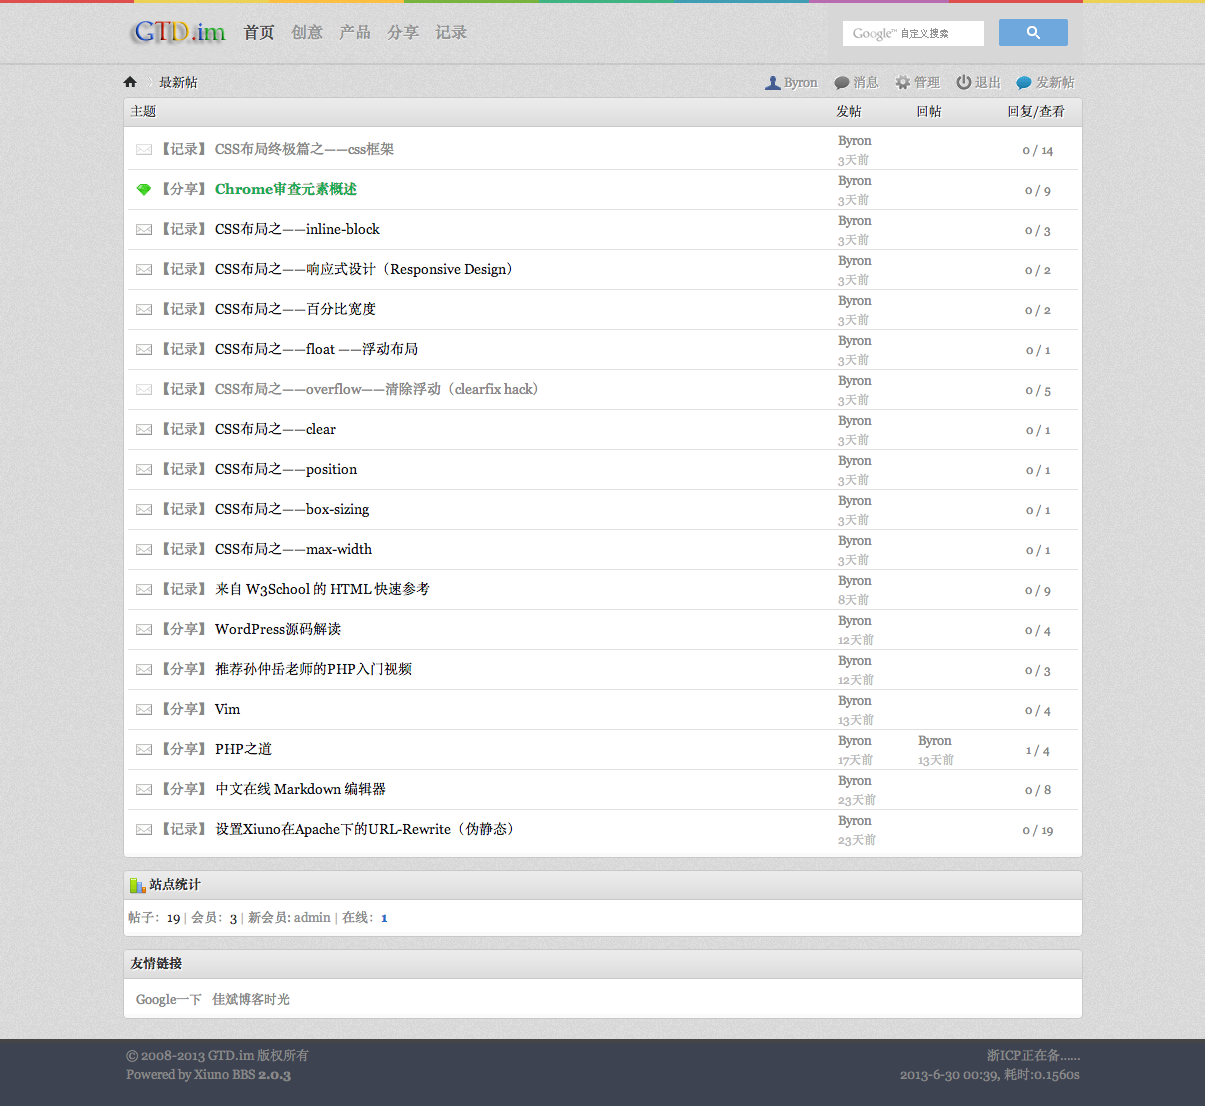 GTD.im 首页 创意 产品 分享 记录 Google™ 自定义搜索
最新帖 Byron 消息 管理 退出 发新帖
主题 发帖 回帖 回复/查看
【记录】 CSS布局终极篇之——css框架 Byron 0 / 14
3天前
【分享】 Chrome审查元素概述 Byron 0 / 9
3天前
【记录】 CSS布局之——inline-block Byron 0 / 3
3天前
【记录】 CSS布局之——响应式设计（Responsive Design） Byron 0 / 2
3天前
【记录】 CSS布局之——百分比宽度 Byron 0 / 2
3天前
【记录】 CSS布局之——float ——浮动布局 Byron 0 / 1
3天前
【记录】 CSS布局之——overflow——清除浮动（clearfix hack） Byron 0 / 5
3天前
【记录】 CSS布局之——clear Byron 0 / 1
3天前
【记录】 CSS布局之——position Byron 0 / 1
3天前
【记录】 CSS布局之——box-sizing Byron 0 / 1
3天前
【记录】 CSS布局之——max-width Byron 0 / 1
3天前
【记录】 来自 W3School 的 HTML 快速参考 Byron 0 / 9
8天前
【分享】 WordPress源码解读 Byron 0 / 4
12天前
【分享】 推荐孙仲岳老师的PHP入门视频 Byron 0 / 3
12天前
【分享】 Vim Byron 0 / 4
13天前
【分享】 PHP之道 Byron Byron 1 / 4
17天前 13天前
【分享】 中文在线 Markdown 编辑器 Byron 0 / 8
23天前
【记录】 设置Xiuno在Apache下的URL-Rewrite（伪静态） Byron 0 / 19
23天前
站点统计
帖子：19 | 会员：3 | 新会员: admin | 在线：1
友情链接
Google一下 佳斌博客时光
© 2008-2013 GTD.im 版权所有 浙ICP正在备......
Powered by Xiuno BBS 2.0.3 2013-6-30 00:39, 耗时:0.1560s